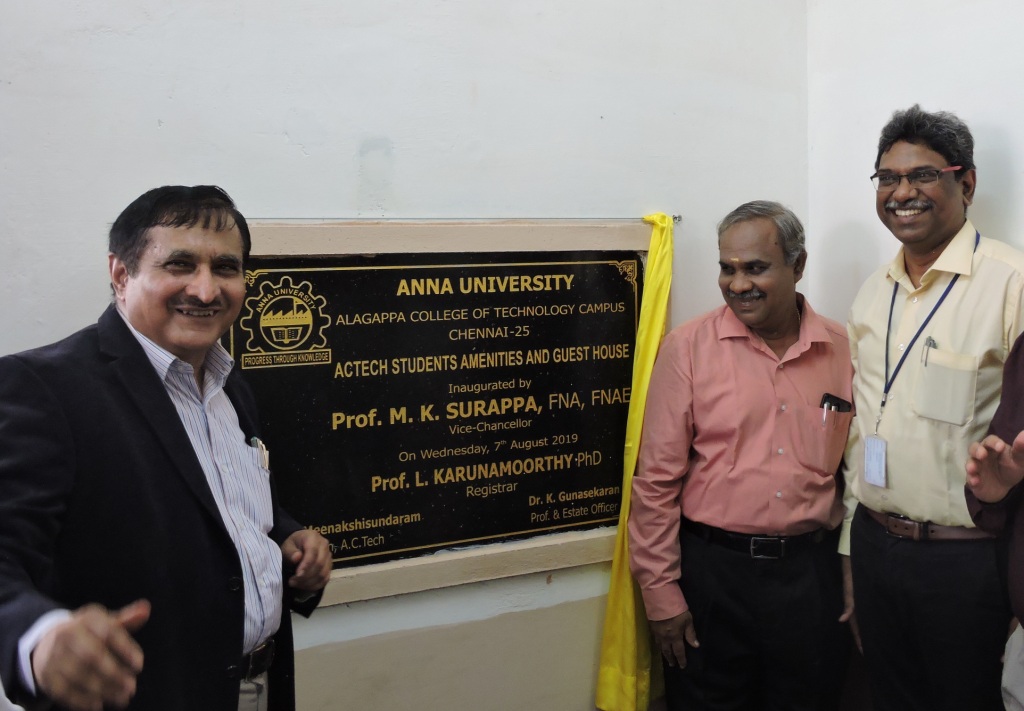 ANNA UNIVERSITY
ALAGAPPA COLLEGE OF TECHNOLOGY CAMPUS
CHENNAI-25
ANNA UNIVERSITY
PROGRESS THROUGH KNOWLEDGE
ACTECH STUDENTS AMENITIES AND GUEST HOUSE
Inaugurated by
Prof. M. K. SURAPPA, FNA, FNAE
Vice-Chancellor
On Wednesday, 7th August 2019
Prof. L. KARUNAMOORTHY PhD
Registrar
Meenakshisundaram
A.C.Tech
Dr. K. Gunasekaran
Prof. & Estate Officer